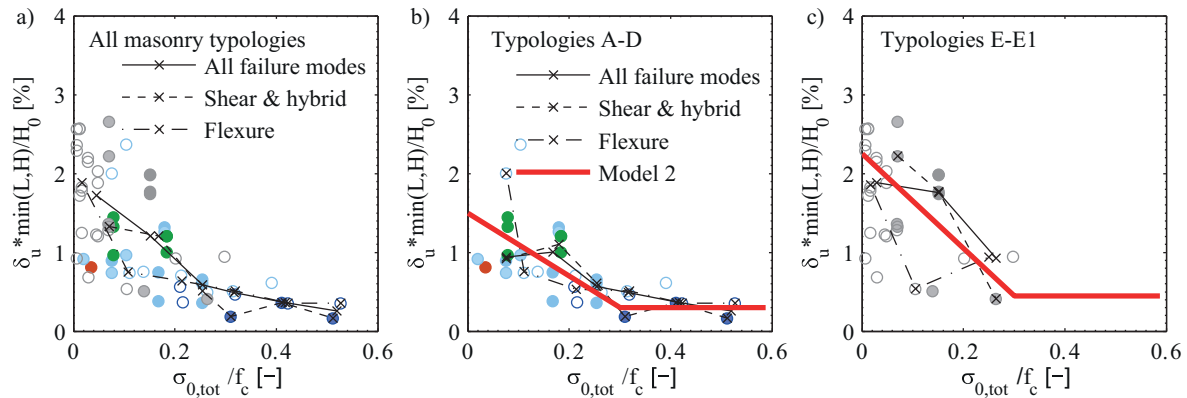 a)
All masonry typologies
All failure modes
Shear & hybrid
Flexure
δu*min(L,H)/H0 [%]
4
3
2
1
0
0
0.2
0.4
0.6
σ0,tot /fc [–]
b)
Typologies A-D
All failure modes
Shear & hybrid
Flexure
Model 2
δu*min(L,H)/H0 [%]
4
3
2
1
0
0
0.2
0.4
0.6
σ0,tot /fc [–]
c)
Typologies E-E1
δu*min(L,H)/H0 [%]
4
3
2
1
0
0
0.2
0.4
0.6
σ0,tot /fc [–]